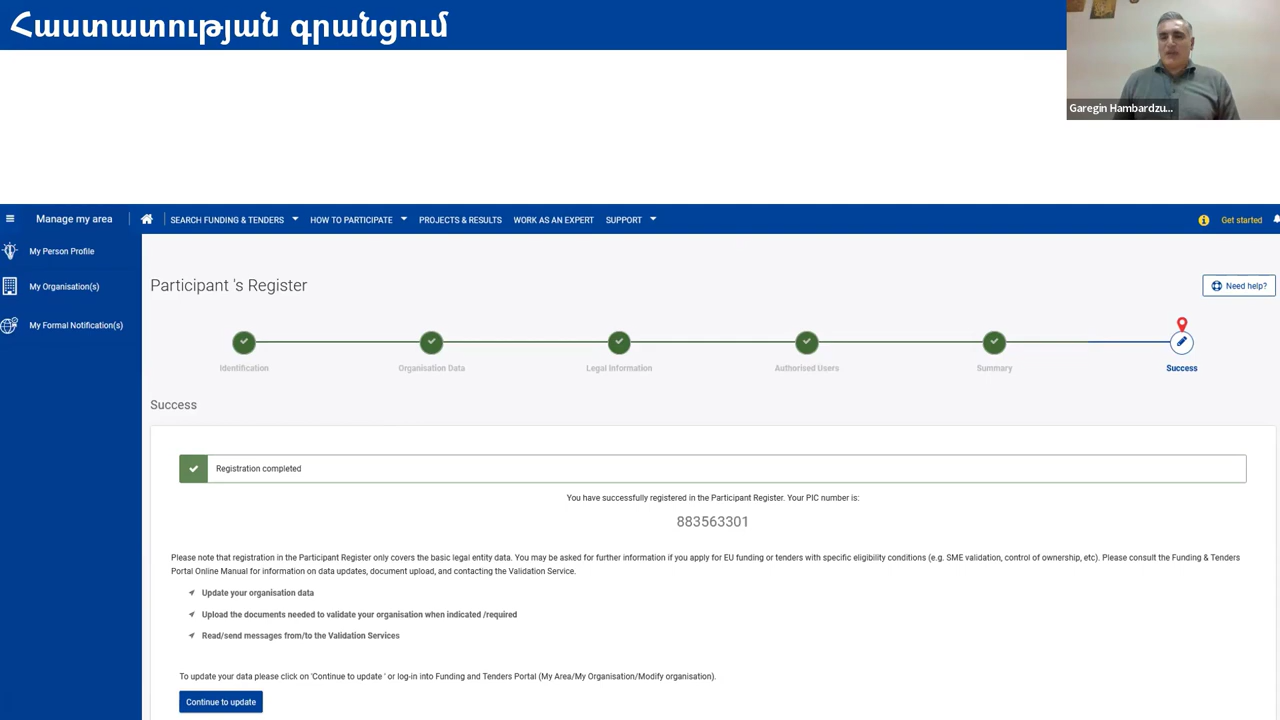 Հաստատության գրանցում
Garegin Hambardzu...
Manage my area
SEARCH FUNDING & TENDERS
HOW TO PARTICIPATE
PROJECTS & RESULTS
WORK AS AN EXPERT
SUPPORT
Get started
My Person Profile
My Organisation(s)
My Formal Notification(s)
Participant 's Register
Need help?
Identification
Organisation Data
Legal Information
Authorised Users
Summary
Success
Success
Registration completed
You have successfully registered in the Participant Register. Your PIC number is:
883563301
Please note that registration in the Participant Register only covers the basic legal entity data. You may be asked for further information if you apply for EU funding or tenders with specific eligibility conditions (e.g. SME validation, control of ownership, etc). Please consult the Funding & Tenders
Portal Online Manual for information on data updates, document upload, and contacting the Validation Service.
Update your organisation data
Upload the documents needed to validate your organisation when indicated /required
Read/send messages from/to the Validation Services
To update your data please click on 'Continue to update ' or log-in into Funding and Tenders Portal (My Area/My Organisation/Modify organisation).
Continue to update